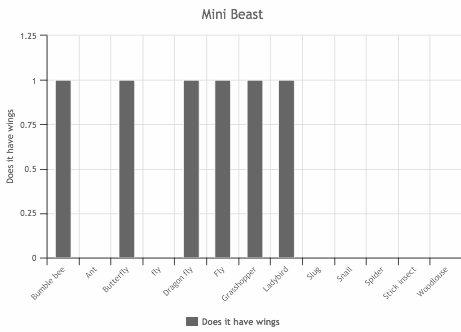 Mini Beast
1.25
1
0.75
0.5
0.25
0
Does it have wings
Bumble bee
Ant
Butterfly
fly
Dragon fly
Fly
Grasshopper
Ladybird
Slug
Snail
Spider
Stick insect
Woodlouse
Does it have wings